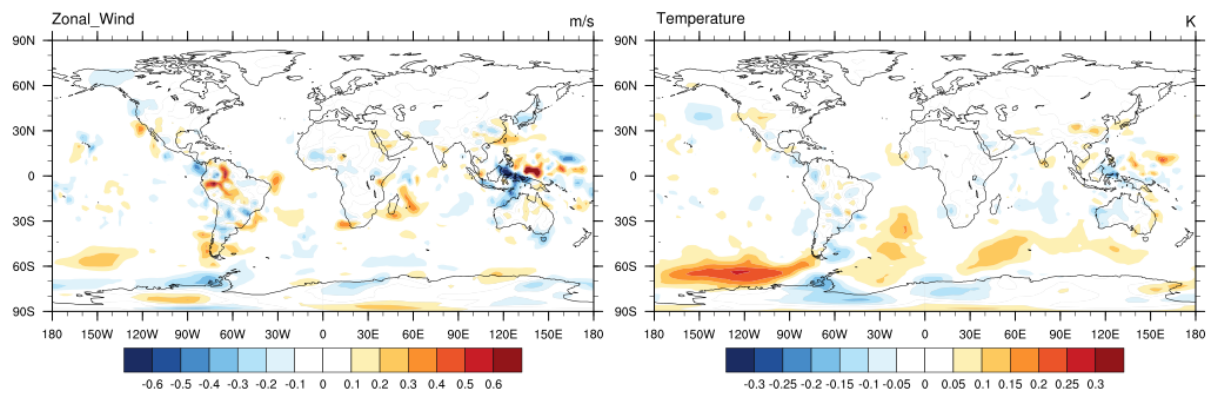 Zonal_Wind m/s
90N
60N
30N
0
30S
60S
90S
180 150W 120W 90W 60W 30W 0 30E 60E 90E 120E 150E 180
-0.6 -0.5 -0.4 -0.3 -0.2 -0.1 0 0.1 0.2 0.3 0.4 0.5 0.6
Temperature K
90N
60N
30N
0
30S
60S
90S
180 150W 120W 90W 60W 30W 0 30E 60E 90E 120E 150E 180
-0.3 -0.25 -0.2 -0.15 -0.1 -0.05 0 0.05 0.1 0.15 0.2 0.25 0.3